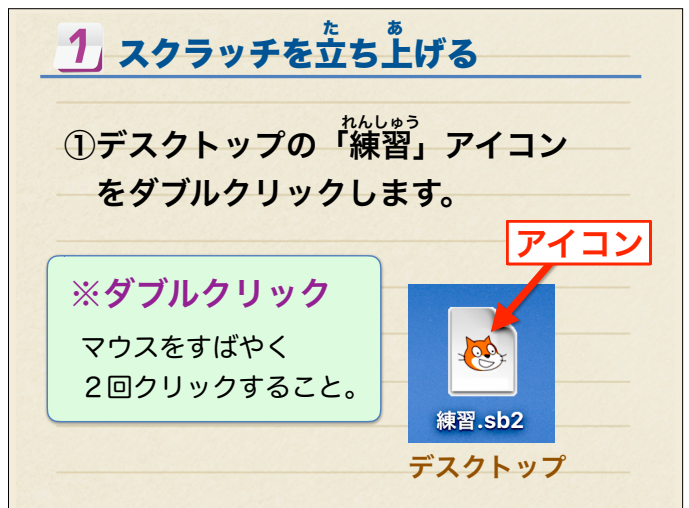 1 スクラッチを立ち上げる
た あ
①デスクトップの「練習」アイコン
れんしゅう
をダブルクリックします。
アイコン
※ダブルクリック
マウスをすばやく
２回クリックすること。
練習.sb2
デスクトップ